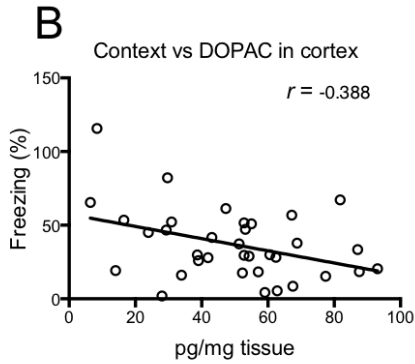 B
Context vs DOPAC in cortex
r = -0.388
150
100
50
0
Freezing (%)
0 20 40 60 80 100
pg/mg tissue